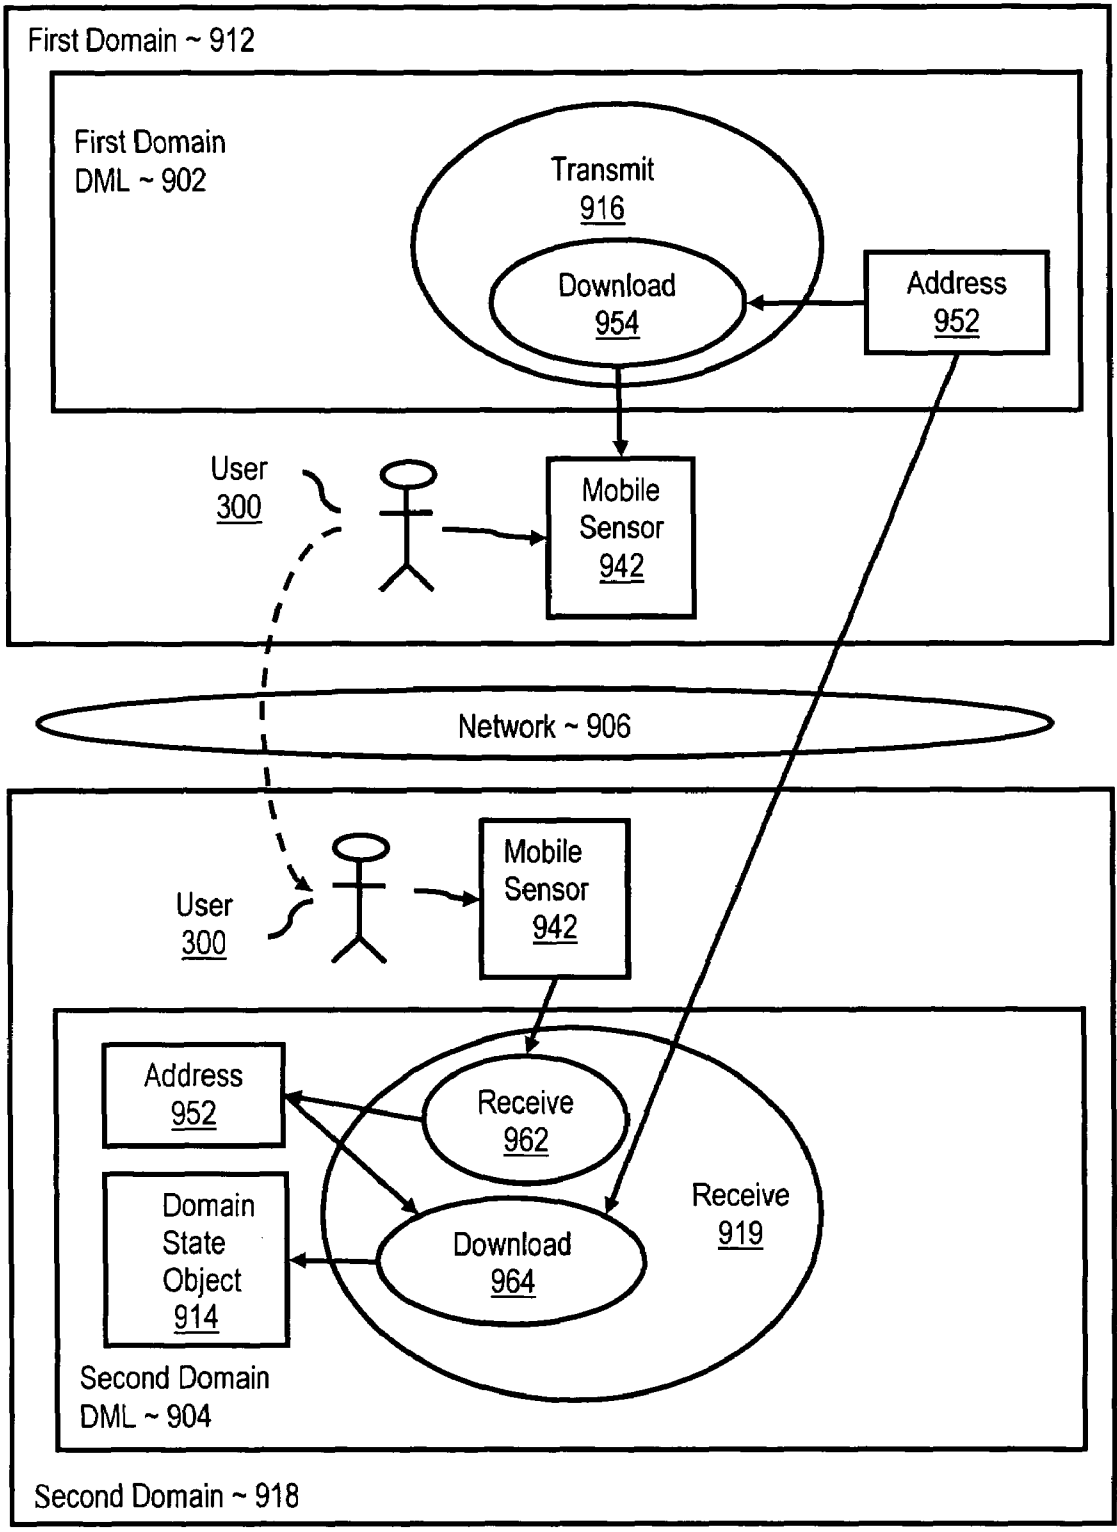 First Domain ~ 912
First Domain
DML ~ 902
Transmit
916
Download
954
Address
952
User
300
Mobile
Sensor
942
Network ~ 906
Mobile
Sensor
942
User
300
Address
952
Receive
962
Domain
State
Object
914
Download
964
Receive
919
Second Domain
DML ~ 904
Second Domain ~ 918